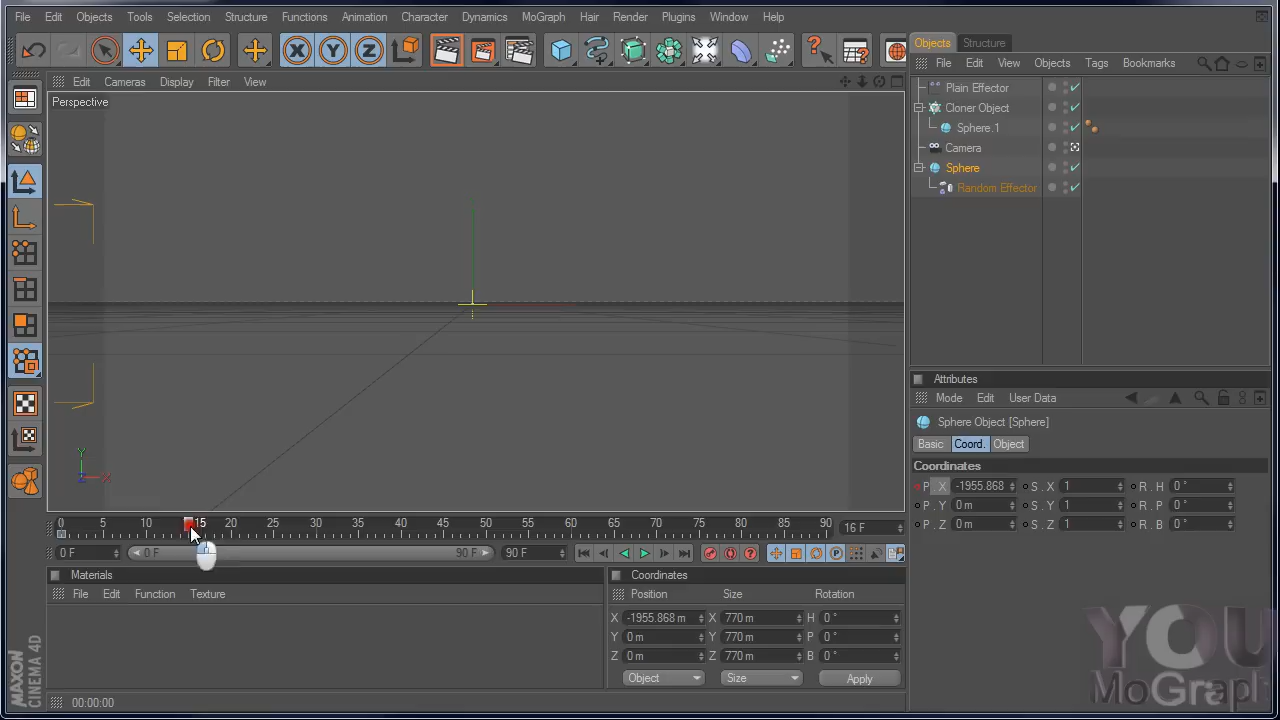 File Edit Objects Tools Selection Structure Functions Animation Character Dynamics MoGraph Hair Render Plugins Window Help
X Y Z
Objects Structure
File Edit View Objects Tags Bookmarks
Plain Effector
Cloner Object
Sphere.1
Camera
Sphere
Random Effector
Edit Cameras Display Filter View
Perspective
Y
Z X
0 5 10 15 20 25 30 35 40 45 50 55 60 65 70 75 80 85 90
16 F
0 F 0 F 90 F 90 F
P
Attributes
Mode Edit User Data
Sphere Object [Sphere]
Basic Coord. Object
Coordinates
P . X -1955.868 S . X 1 R . H 0 °
P . Y 0 m S . Y 1 R . P 0 °
P . Z 0 m S . Z 1 R . B 0 °
Materials
File Edit Function Texture
Coordinates
Position Size Rotation
X -1955.868 m X 770 m H 0 °
Y 0 m Y 770 m P 0 °
Z 0 m Z 770 m B 0 °
Object Size Apply
00:00:00
MAXON
CINEMA 4D
YOU
MoGraph